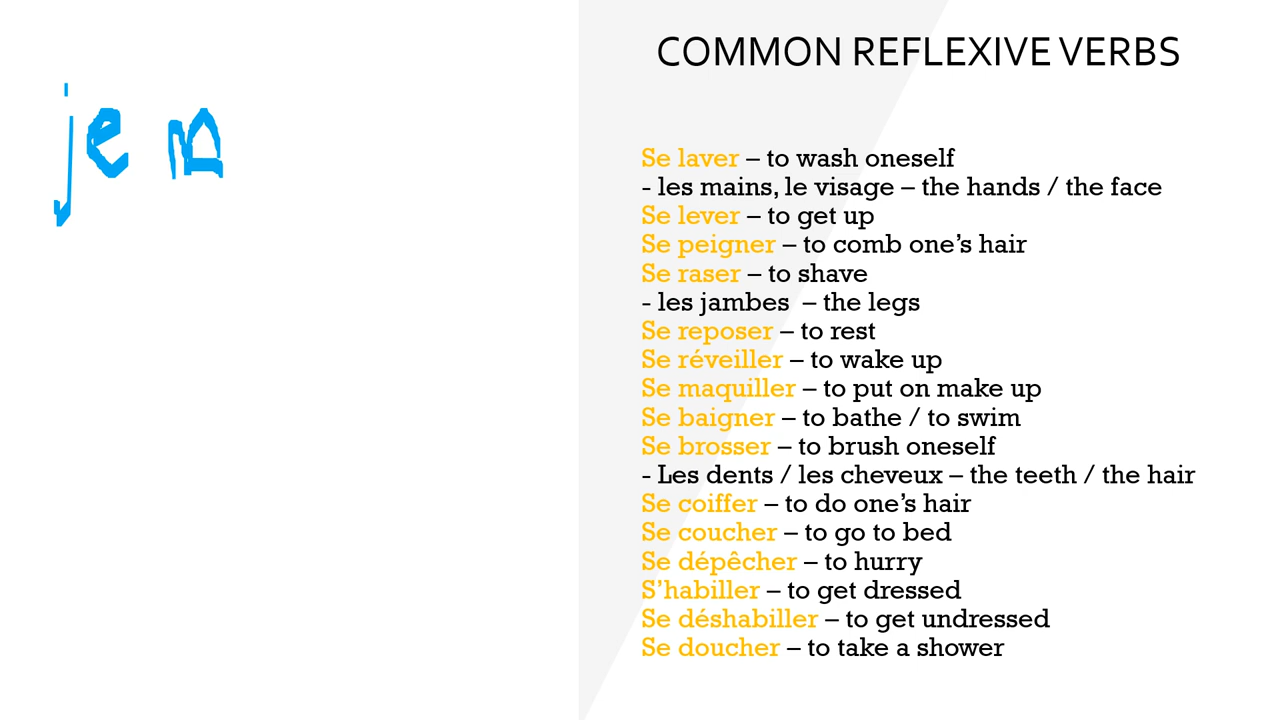 je
COMMON REFLEXIVE VERBS
Se laver – to wash oneself
- les mains, le visage – the hands / the face
Se lever – to get up
Se peigner – to comb one's hair
Se raser – to shave
- les jambes – the legs
Se reposer – to rest
Se réveiller – to wake up
Se maquiller – to put on make up
Se baigner – to bathe / to swim
Se brosser – to brush oneself
- Les dents / les cheveux – the teeth / the hair
Se coiffer – to do one's hair
Se coucher – to go to bed
Se dépêcher – to hurry
S'habiller – to get dressed
Se déshabiller – to get undressed
Se doucher – to take a shower